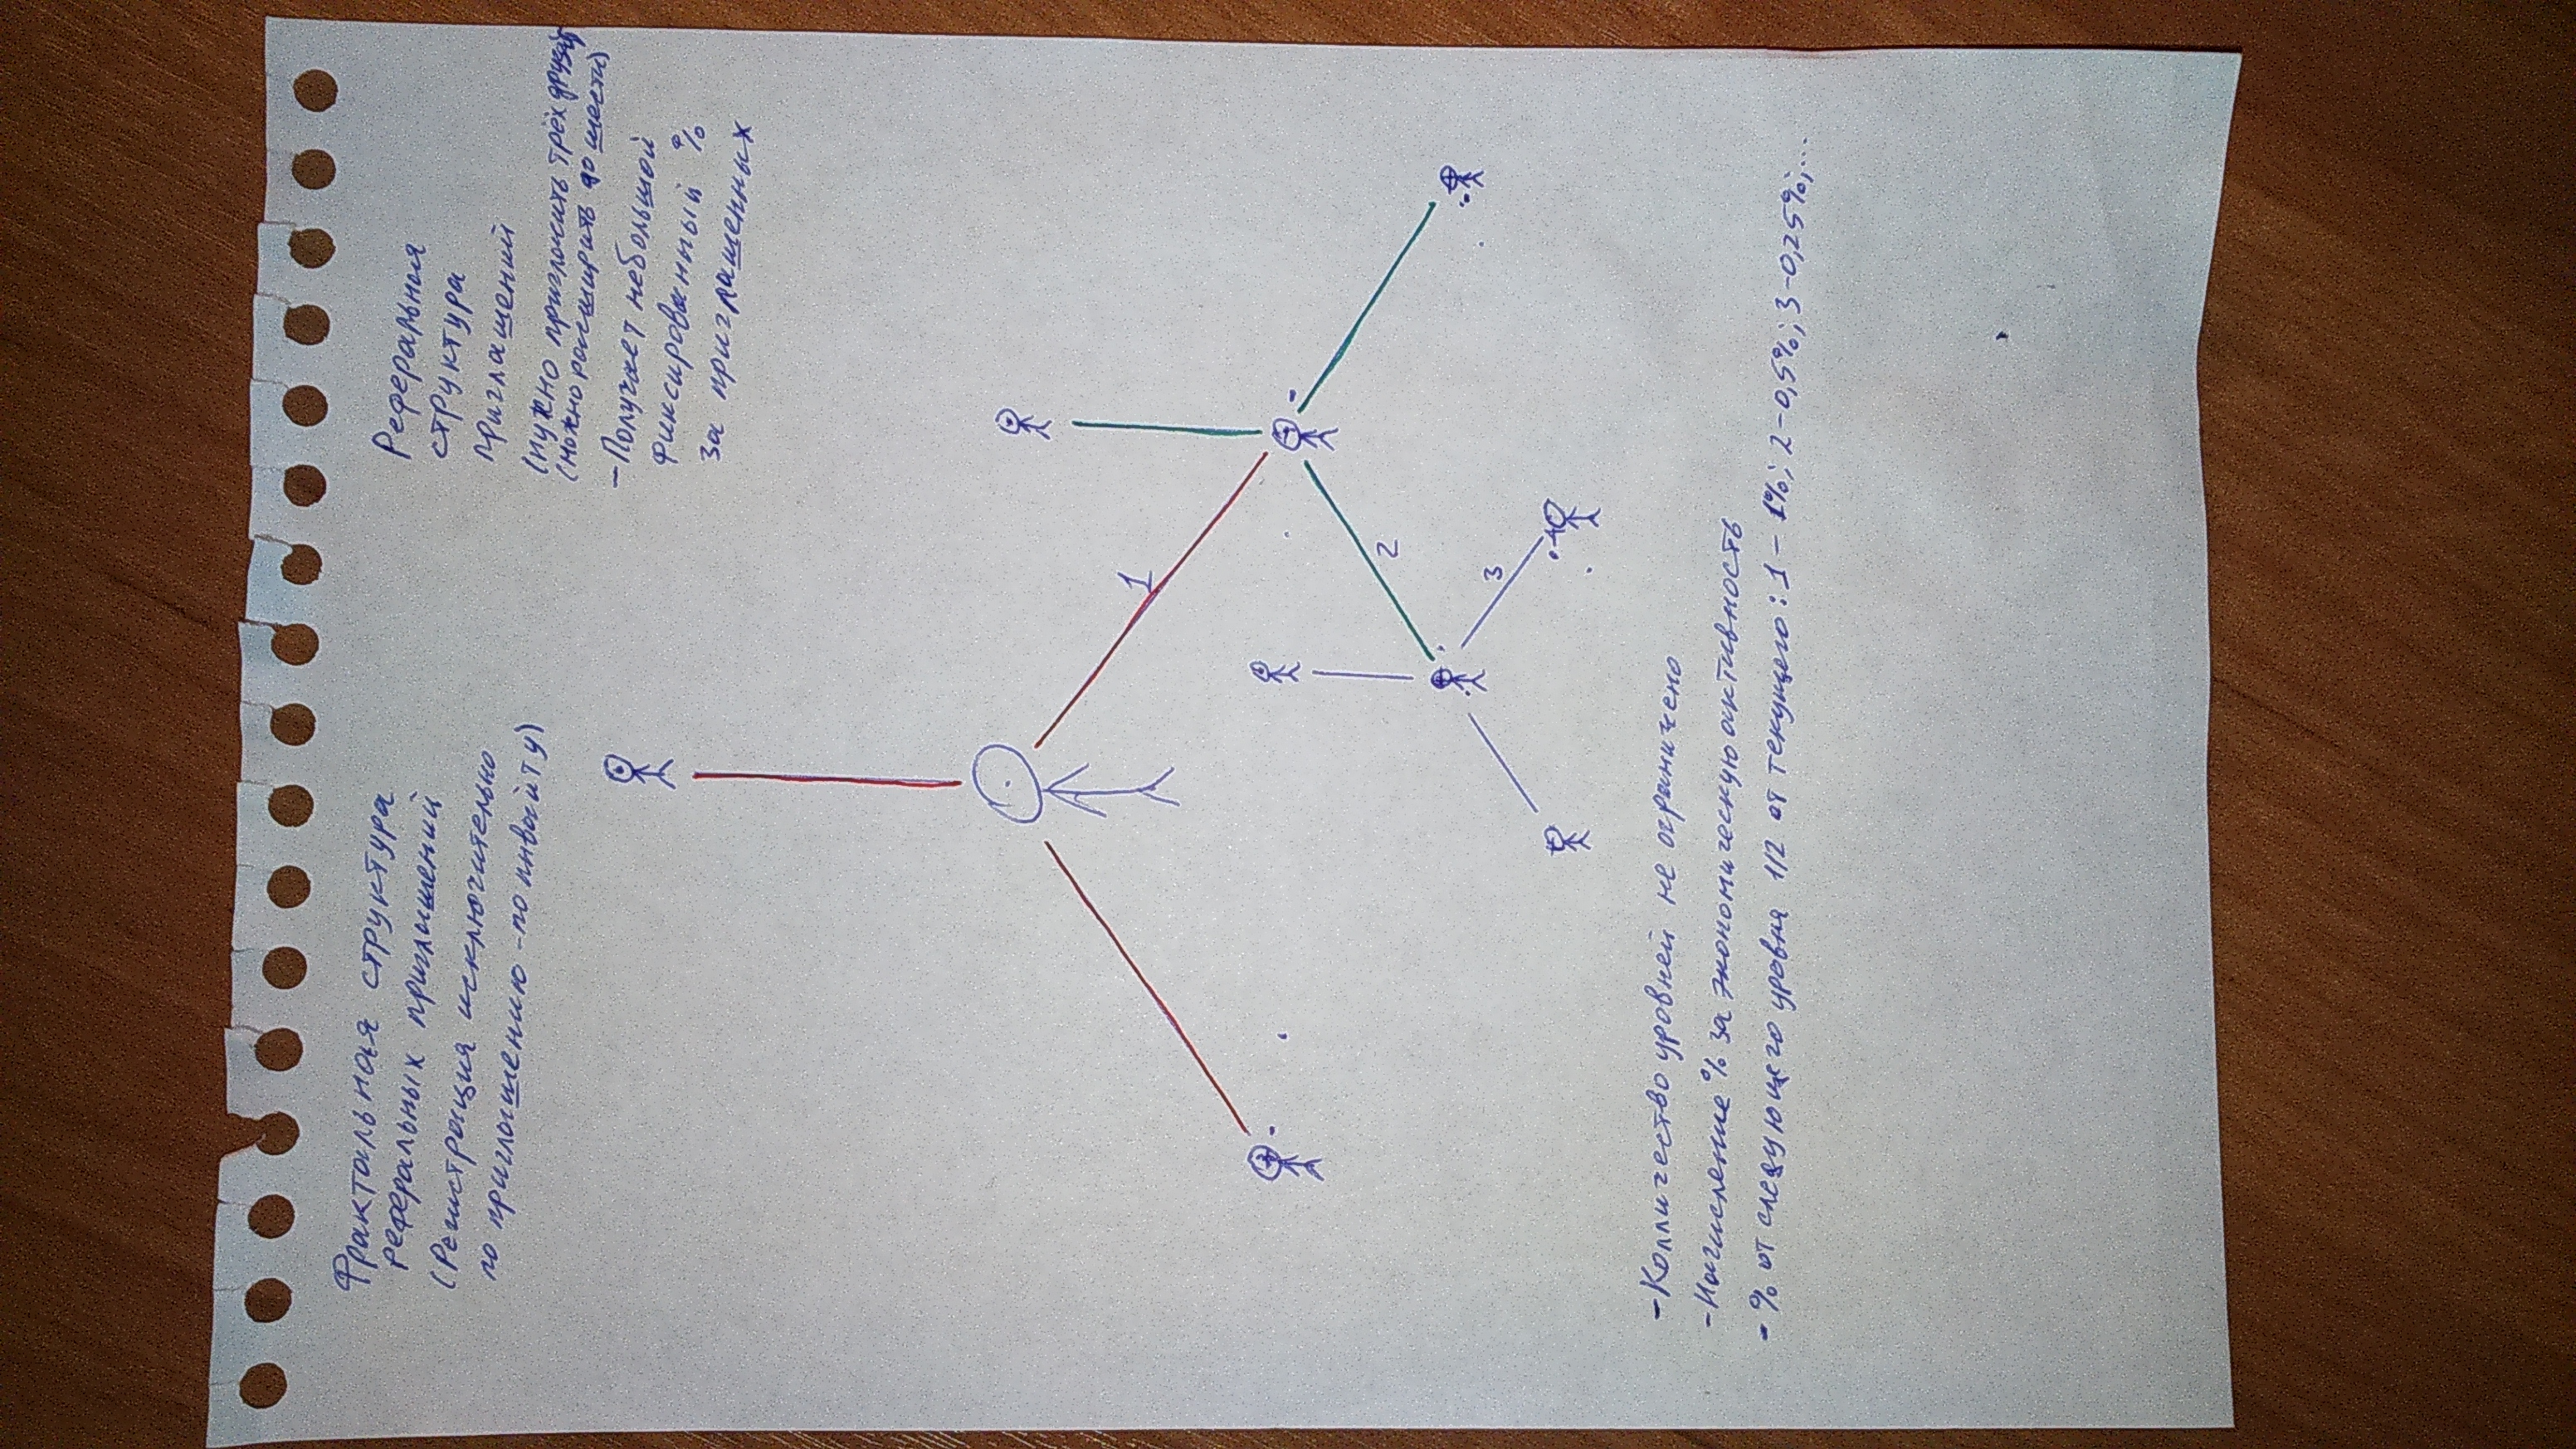 Фрактальная структура
реферальных приглашений
(Регистрация исключительно
по приглашению - по инвайту)
Реферальная
структура
приглашений
(нужно пригласить трёх друзей
(можно расширить до шести)
- Получает небольшой
фиксированный %
за приглашенных
1
2
3
- Колличество уровней не ограничено
- Начисление % за экономическую активность
- % от следующего уровня 1/2 от текущего: 1 - 1%; 2 - 0,5%; 3 - 0,25%;...